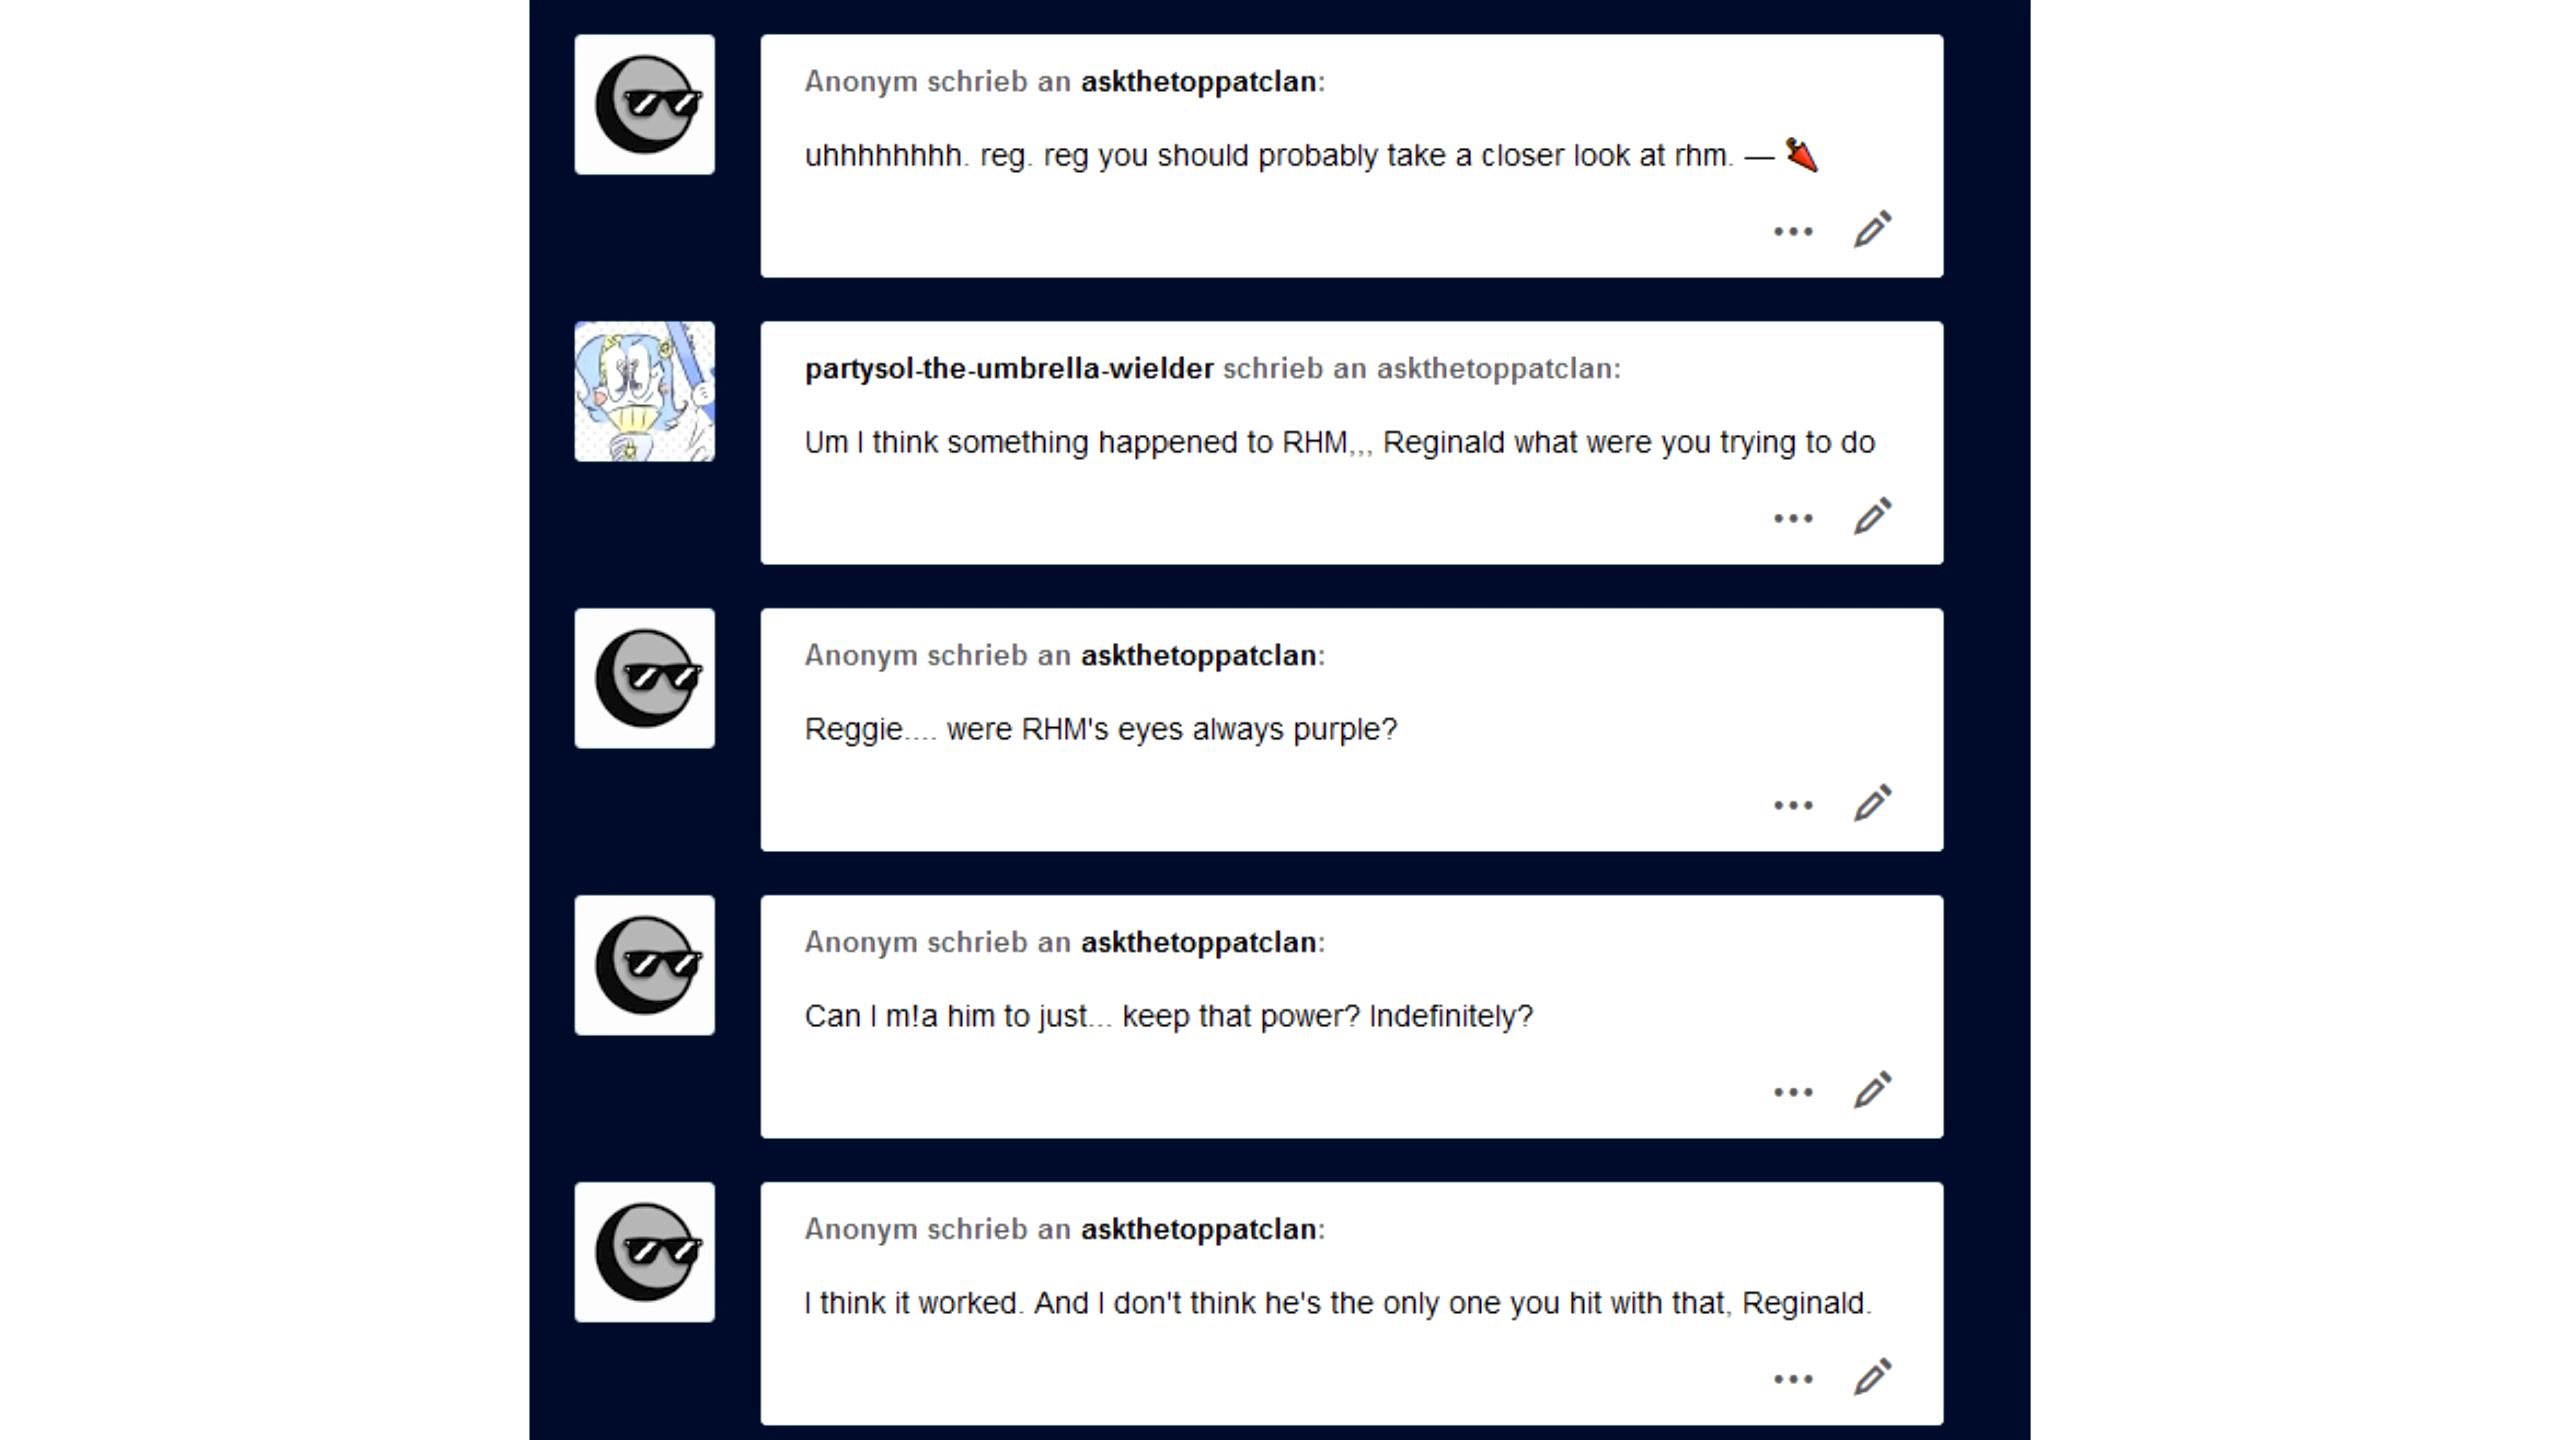 Anonym schrieb an askthetoppatclan:
uhhhhhhhh. reg. reg you should probably take a closer look at rhm. — 🌂
partysol-the-umbrella-wielder schrieb an askthetoppatclan:
Um I think something happened to RHM,,, Reginald what were you trying to do
Anonym schrieb an askthetoppatclan:
Reggie.... were RHM's eyes always purple?
Anonym schrieb an askthetoppatclan:
Can I m!a him to just... keep that power? Indefinitely?
Anonym schrieb an askthetoppatclan:
I think it worked. And I don't think he's the only one you hit with that, Reginald.